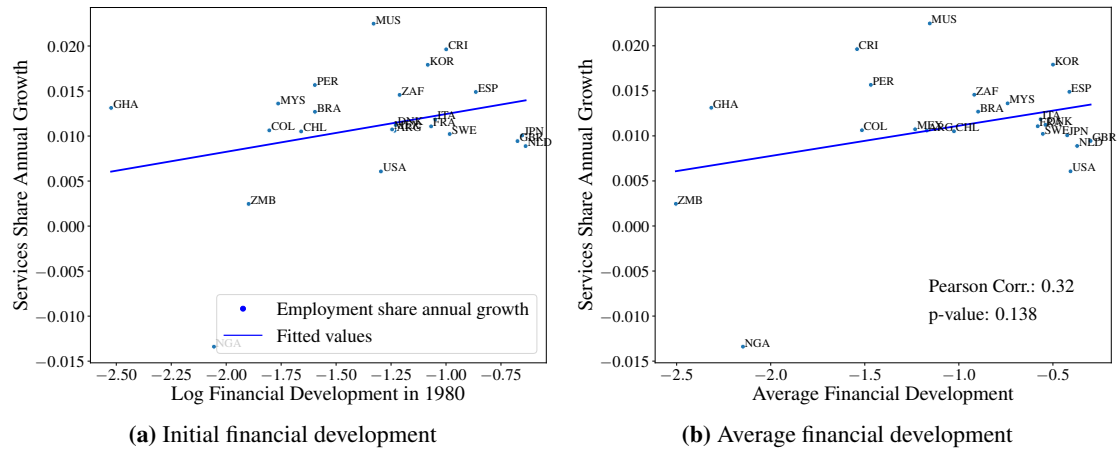 MUS
CRI
KOR
PER
ZAF
ESP
GHA
MYS
BRA
ITA
DNK
FRA
COL
CHL
ARG
SWE
JPN
GBR
NLD
USA
ZMB
NGA
0.020
0.015
0.010
0.005
0.000
−0.005
−0.010
−0.015
Services Share Annual Growth
Employment share annual growth
Fitted values
−2.50 −2.25 −2.00 −1.75 −1.50 −1.25 −1.00 −0.75
Log Financial Development in 1980
(a) Initial financial development
MUS
CRI
KOR
PER
ZAF
ESP
GHA
MYS
BRA
ITA
DNK
COL
MEX
ARG
CHL
SWE
JPN
GBR
NLD
USA
ZMB
NGA
0.020
0.015
0.010
0.005
0.000
−0.005
−0.010
−0.015
Services Share Annual Growth
Pearson Corr.: 0.32
p-value: 0.138
−2.5 −2.0 −1.5 −1.0 −0.5
Average Financial Development
(b) Average financial development